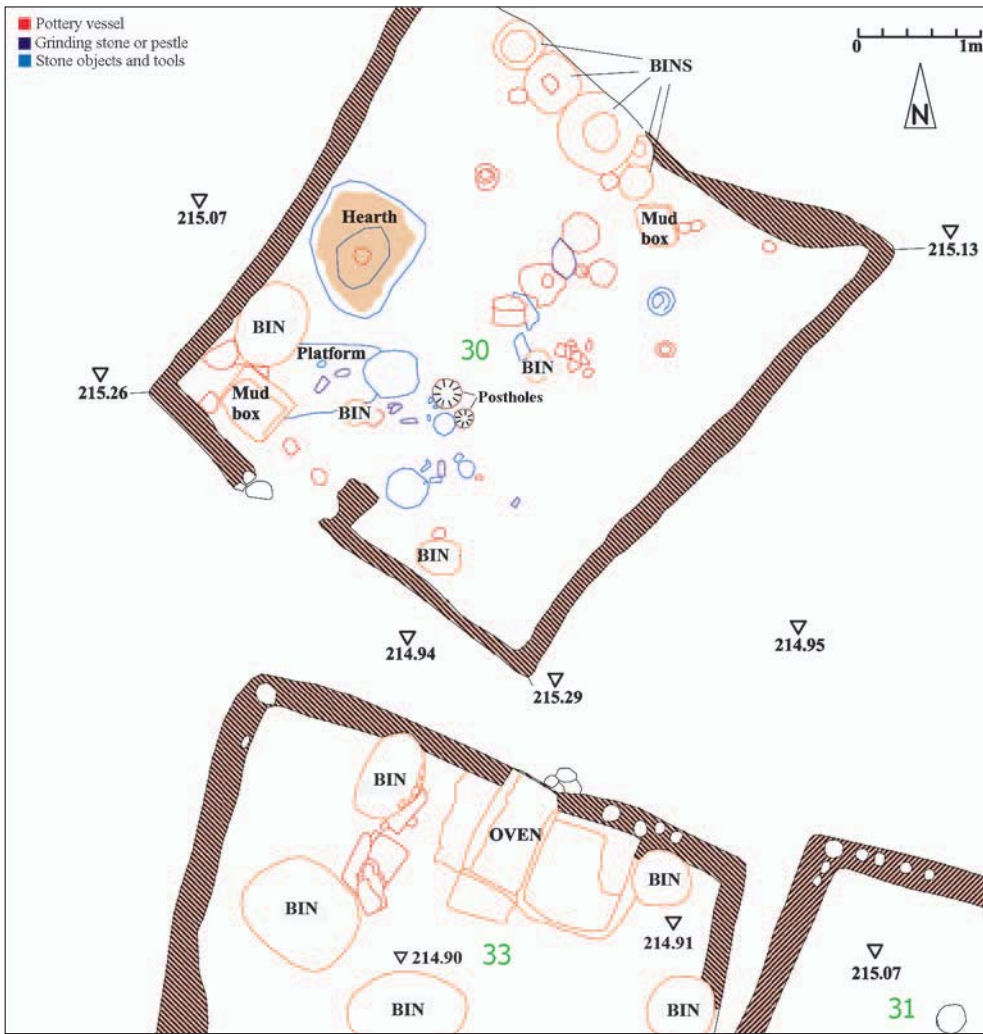 Pottery vessel
Grinding stone or pestle
Stone objects and tools
0 1m
N
BINS
215.07
Hearth
Mud
box
215.13
BIN
Platform
30
BIN
215.26
Mud
box
BIN
Postholes
BIN
214.94
214.95
215.29
BIN
OVEN
BIN
BIN
214.91
214.90
33
215.07
BIN
BIN
31